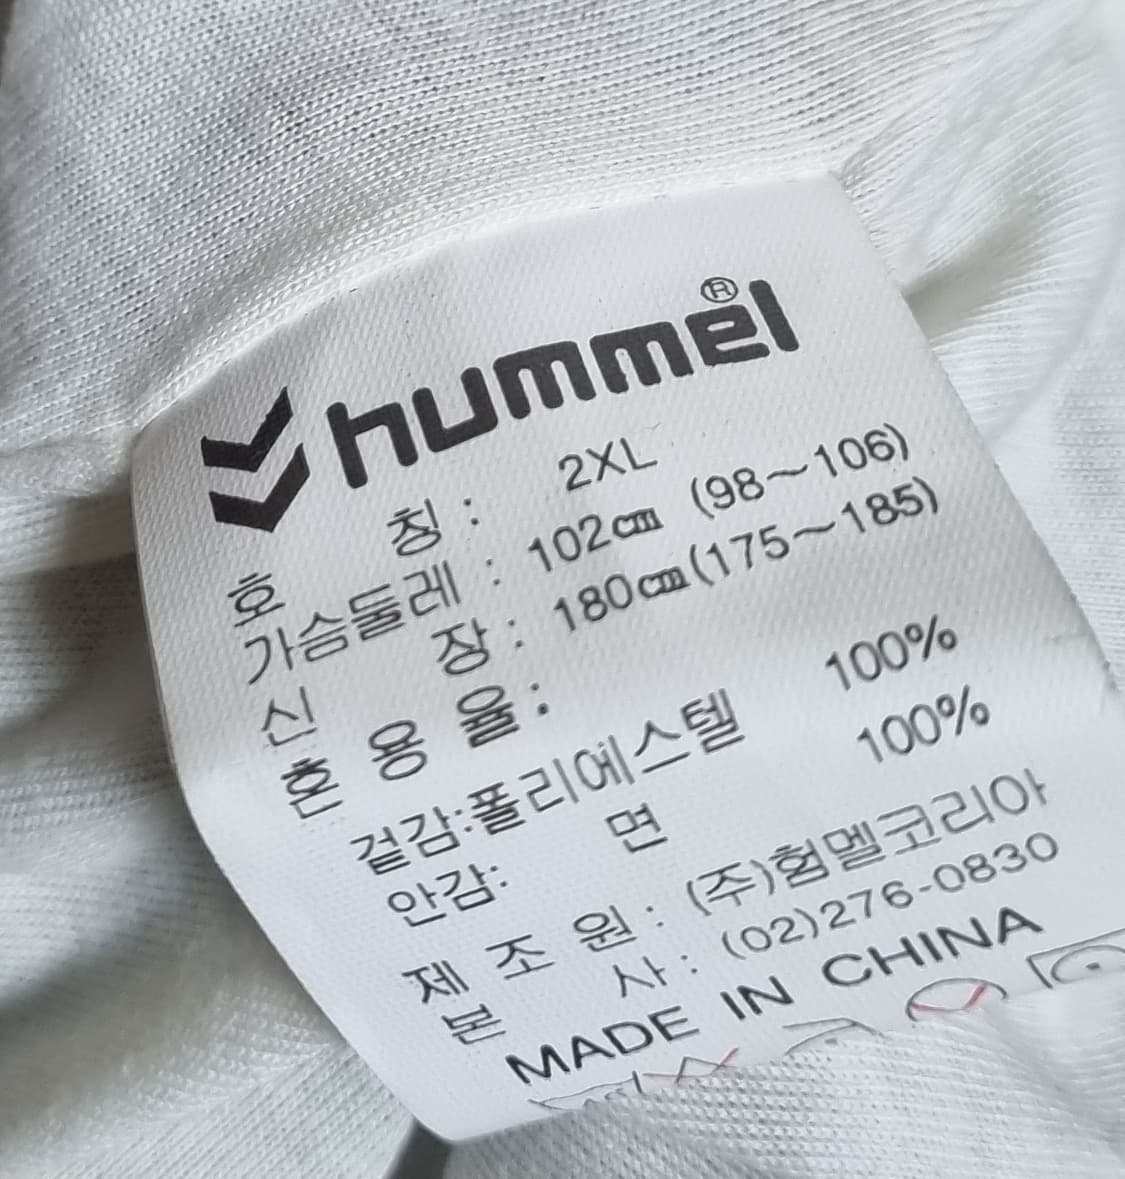 hummel®
호 칭 : 2XL
가슴둘레 : 102㎝ (98~106)
신 장 : 180㎝(175~185)
혼 용 율 :
겉감:폴리에스텔 100%
안감: 면 100%
제 조 원 : (주)험멜코리아
본 사 : (02)276-0830
MADE IN CHINA